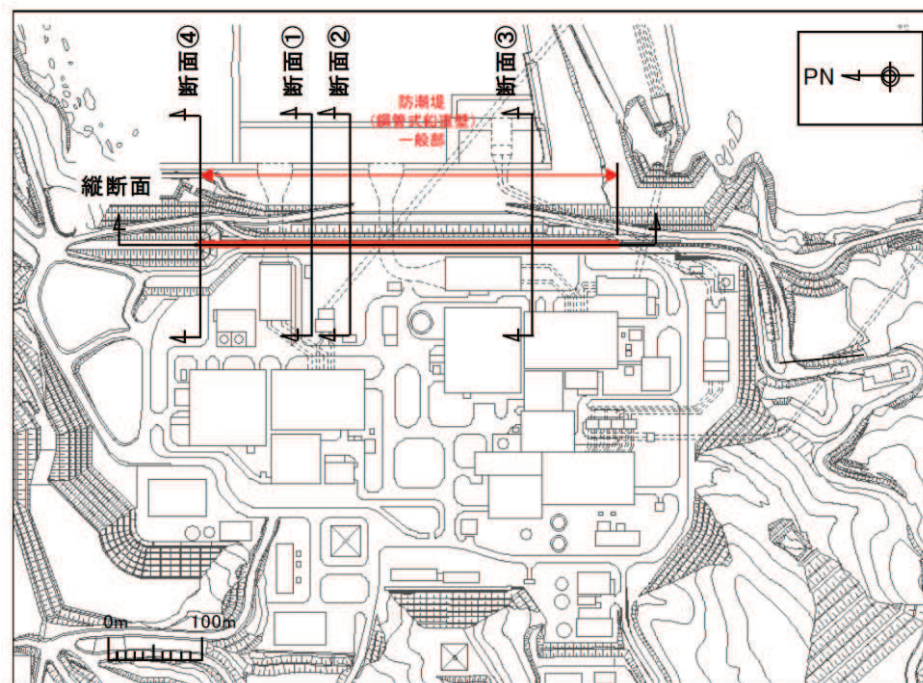 断面④
断面①
断面②
断面③
PN
防潮堤
(鋼管式鉛直壁)
一般部
縦断面
0m 100m